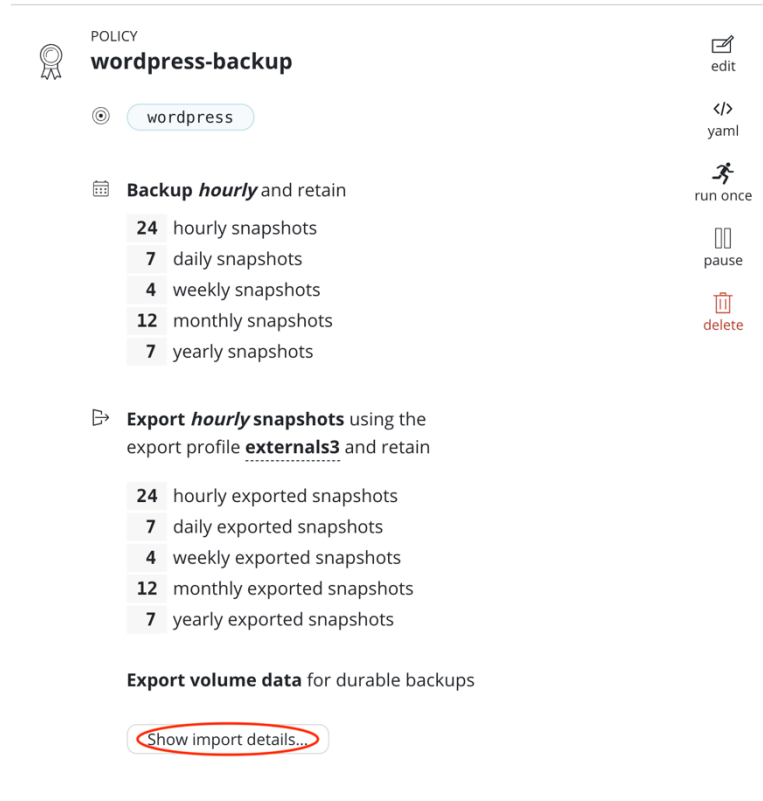 POLICY
wordpress-backup
edit
wordpress
yaml
Backup hourly and retain
run once
24 hourly snapshots
7 daily snapshots
pause
4 weekly snapshots
12 monthly snapshots
delete
7 yearly snapshots
Export hourly snapshots using the
export profile externals3 and retain
24 hourly exported snapshots
7 daily exported snapshots
4 weekly exported snapshots
12 monthly exported snapshots
7 yearly exported snapshots
Export volume data for durable backups
Show import details...